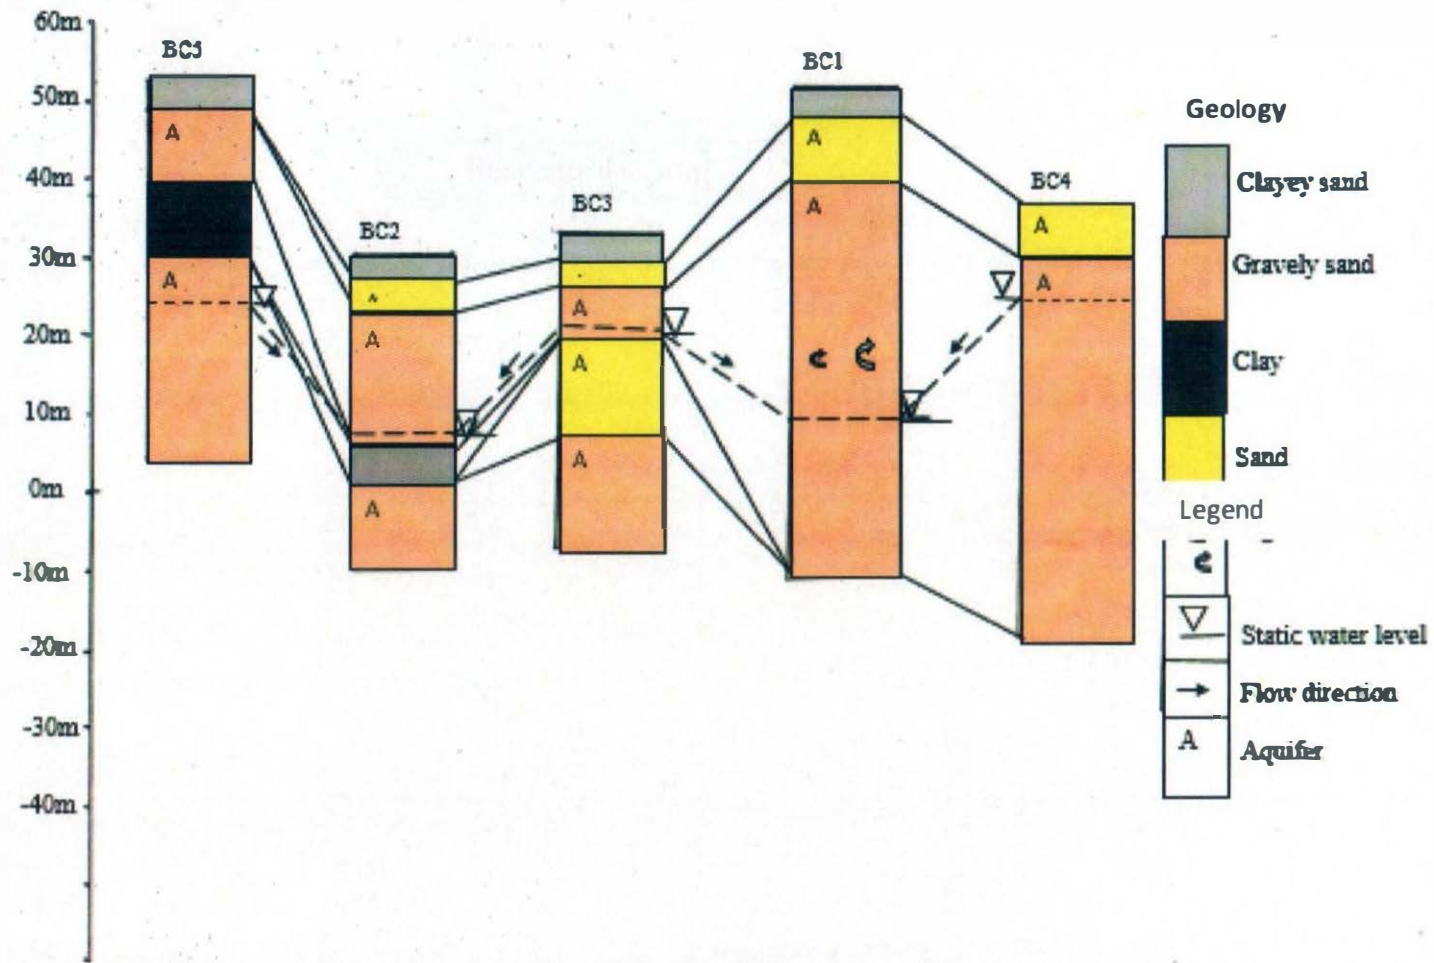 60m
50m
40m
30m
20m
10m
0m
-10m
-20m
-30m
-40m
BC5
A
A
BC2
A
A
A
BC3
A
A
A
BC1
A
A
BC4
A
A
Geology
Clayey sand
Gravely sand
Clay
Sand
Legend
Static water level
Flow direction
A
Aquifer